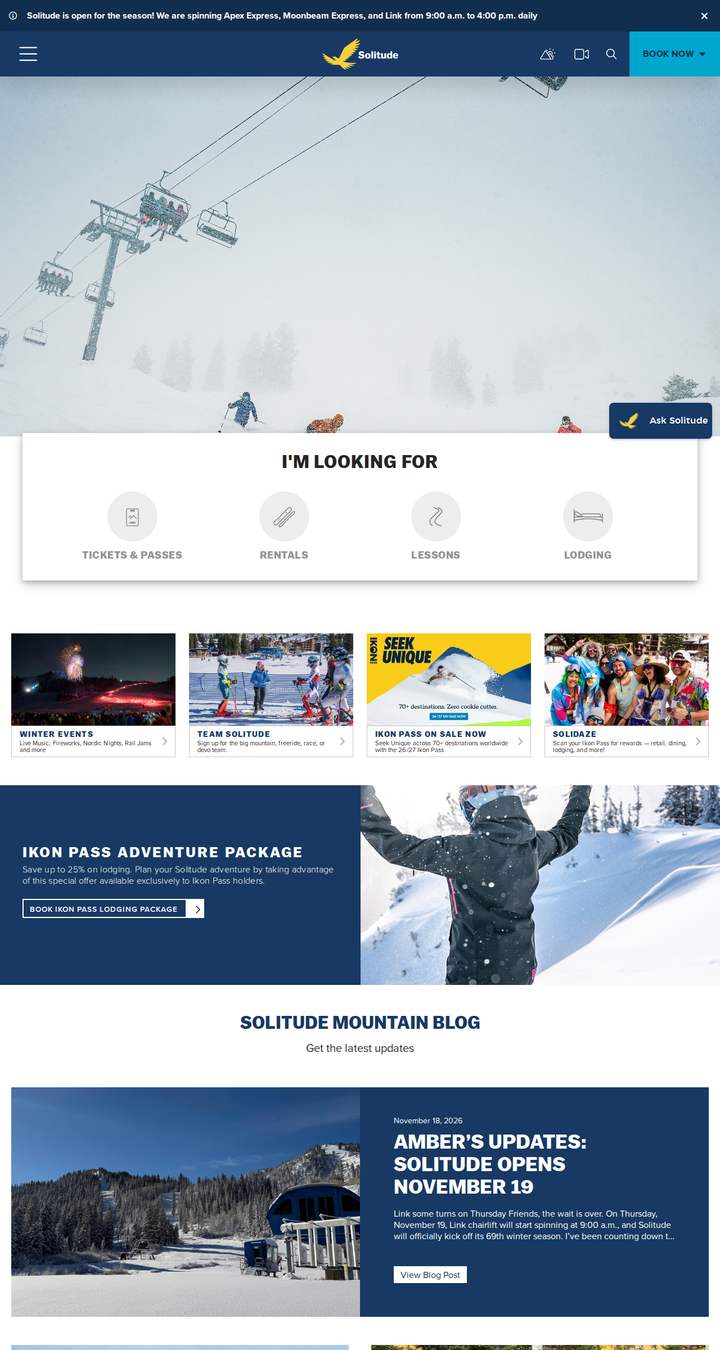 Solitude is open for the season! We are spinning Apex Express, Moonbeam Express, and Link from 9:00 a.m. to 4:00 p.m. daily
Solitude
BOOK NOW
Ask Solitude
I'M LOOKING FOR
TICKETS & PASSES
RENTALS
LESSONS
LODGING
IKON
SEEK
UNIQUE
70+ destinations. Zero cookie cutter.
26/27 ON SALE NOW
WINTER EVENTS
Live Music, Fireworks, Nordic Nights, Rail Jams
and more
TEAM SOLITUDE
Sign up for the big mountain, freeride, race, or
devo team.
IKON PASS ON SALE NOW
Seek Unique across 70+ destinations worldwide
with the 26/27 Ikon Pass
SOLIDAZE
Scan your Ikon Pass for rewards — retail, dining,
lodging, and more!
IKON PASS ADVENTURE PACKAGE
Save up to 25% on lodging. Plan your Solitude adventure by taking advantage
of this special offer available exclusively to Ikon Pass holders.
BOOK IKON PASS LODGING PACKAGE
SOLITUDE MOUNTAIN BLOG
Get the latest updates
November 18, 2026
AMBER'S UPDATES:
SOLITUDE OPENS
NOVEMBER 19
Link some turns on Thursday Friends, the wait is over. On Thursday,
November 19, Link chairlift will start spinning at 9:00 a.m., and Solitude
will officially kick off its 69th winter season. I've been counting down t...
View Blog Post